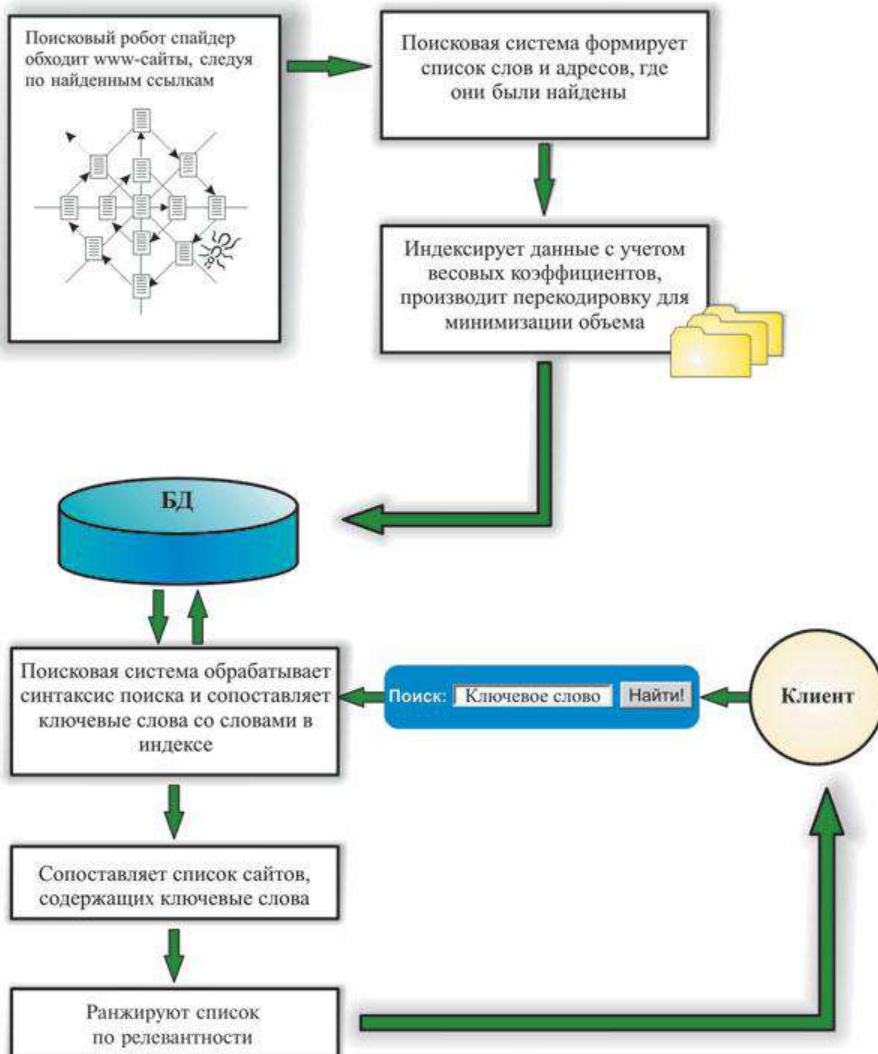 Поисковый робот спайдер
обходит www-сайты, следуя
по найденным ссылкам
Поисковая система формирует
список слов и адресов, где
они были найдены
Индексирует данные с учетом
весовых коэффициентов,
производит перекодировку для
минимизации объема
БД
Поисковая система обрабатывает
синтаксис поиска и сопоставляет
ключевые слова со словами в
индексе
Поиск: Ключевое слово Найти!
Клиент
Сопоставляет список сайтов,
содержащих ключевые слова
Ранжируют список
по релевантности